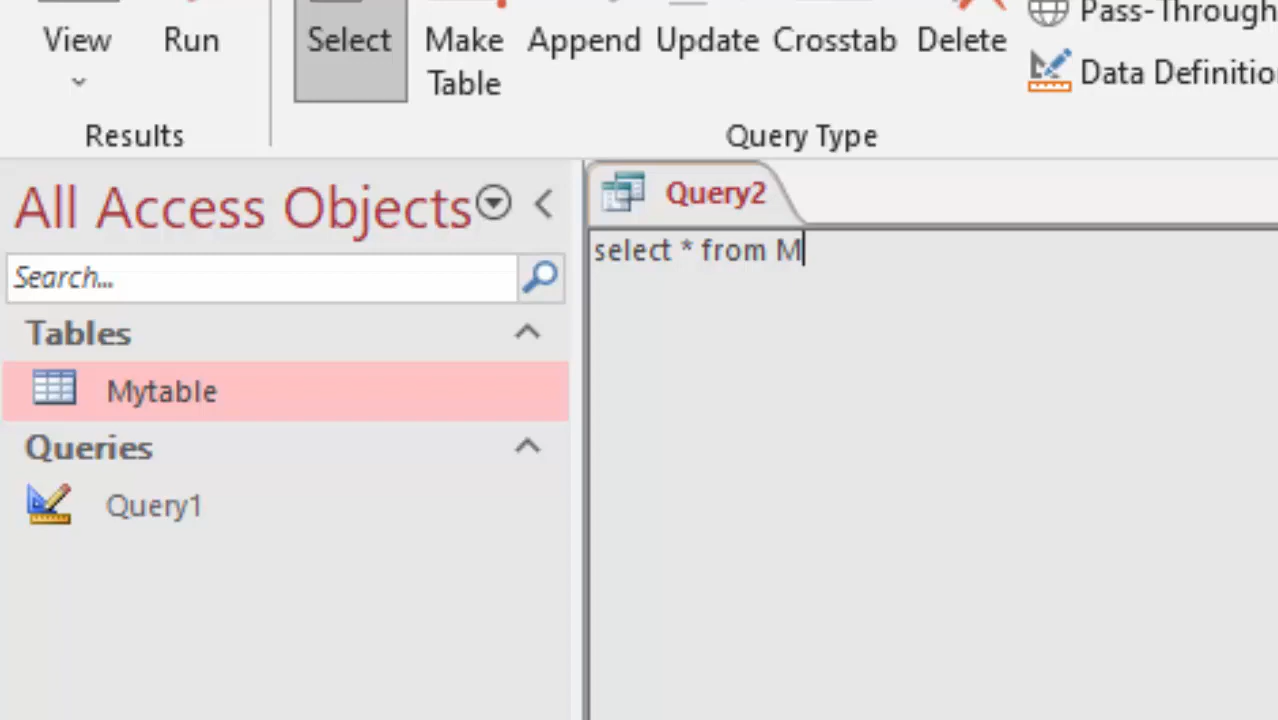 View Run Select Make Table Append Update Crosstab Delete Pass-Through
Data Definitio
Results Query Type
All Access Objects
Search...
Tables
Mytable
Queries
Query1
Query2
select * from M